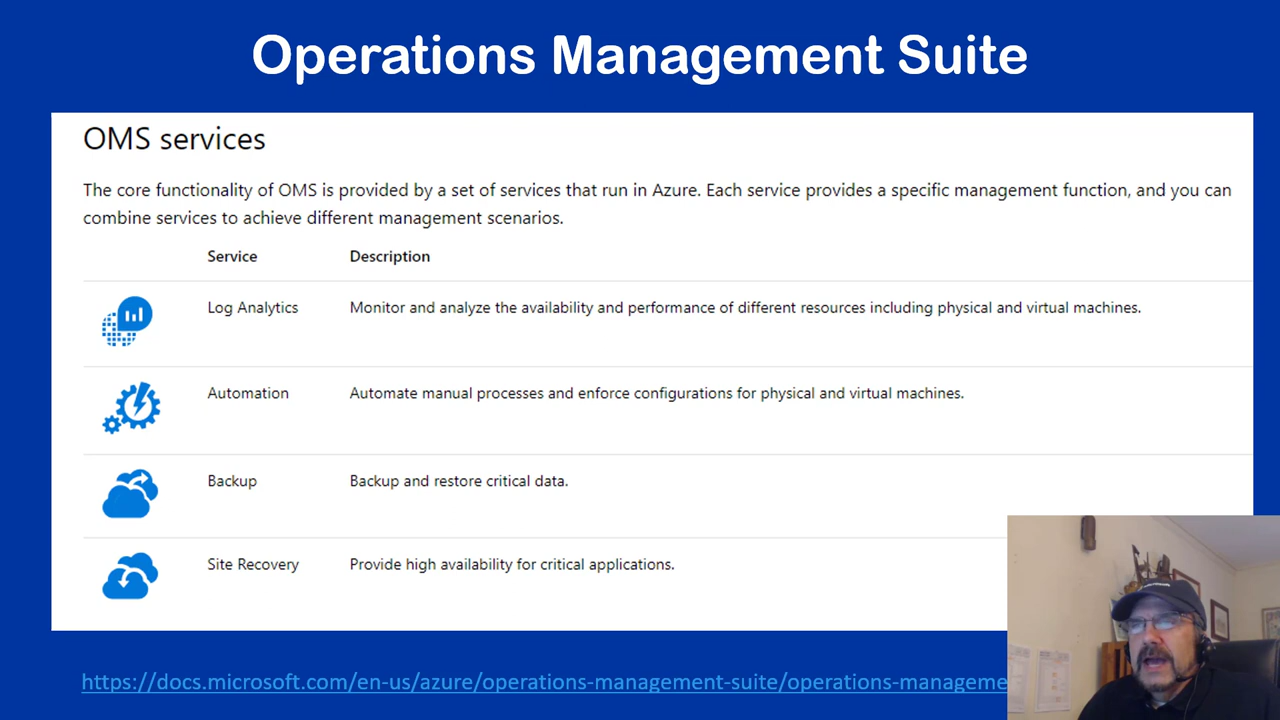 Operations Management Suite
OMS services
The core functionality of OMS is provided by a set of services that run in Azure. Each service provides a specific management function, and you can
combine services to achieve different management scenarios.
Service Description
Log Analytics Monitor and analyze the availability and performance of different resources including physical and virtual machines.
Automation Automate manual processes and enforce configurations for physical and virtual machines.
Backup Backup and restore critical data.
Site Recovery Provide high availability for critical applications.
https://docs.microsoft.com/en-us/azure/operations-management-suite/operations-manageme